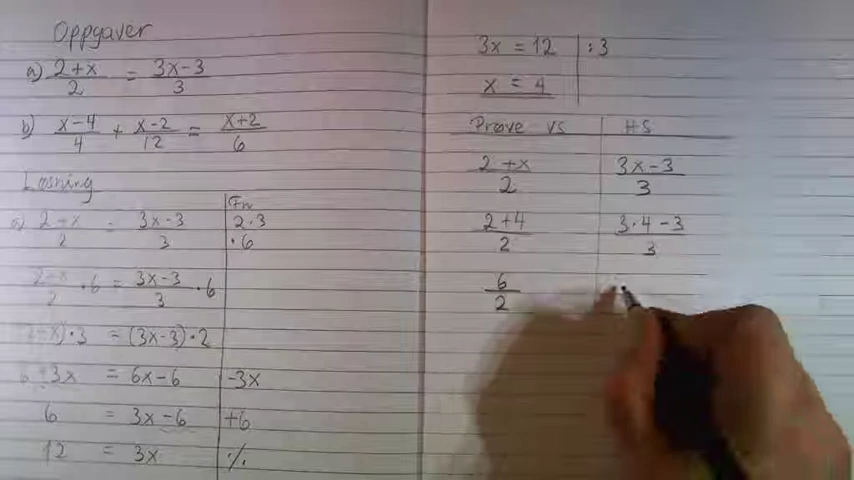 Oppgaver
a) 2+x / 2 = 3x-3 / 3
b) x-4 / 4 + x-2 / 12 = x+2 / 6
Løsning
Fn
a) 2+x / 2 = 3x-3 / 3 | 2·3
·6
2+x / 2 ·6 = 3x-3 / 3 ·6
(2+x)·3 = (3x-3)·2
6+3x = 6x-6 | -3x
6 = 3x-6 | +6
12 = 3x | ·/.
3x = 12 | :3
x = 4
Prøve VS | HS
2+x / 2 | 3x-3 / 3
2+4 / 2 | 3·4-3 / 3
6 / 2